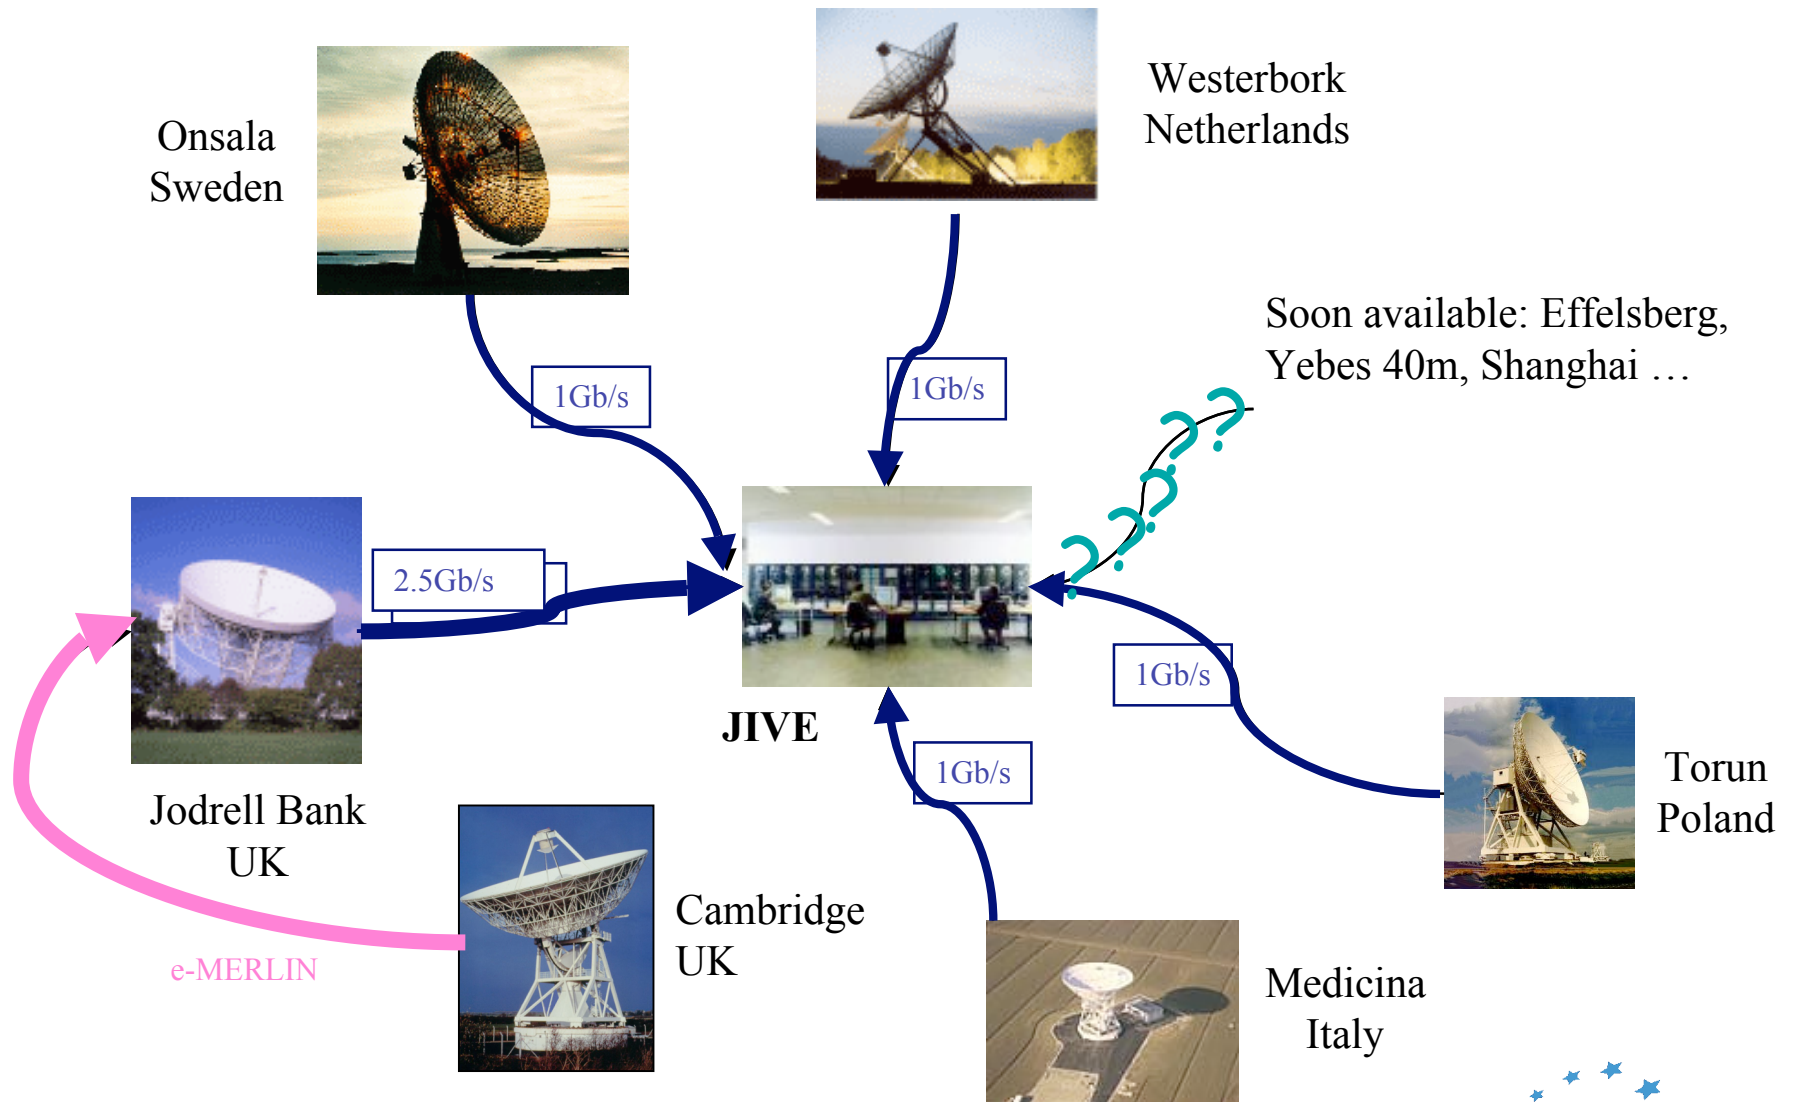 Onsala
Sweden
Westerbork
Netherlands
Soon available: Effelsberg,
Yebes 40m, Shanghai …
1Gb/s
1Gb/s
? ? ? ? ?
2.5Gb/s
1Gb/s
JIVE
1Gb/s
Torun
Poland
Jodrell Bank
UK
Cambridge
UK
e-MERLIN
Medicina
Italy